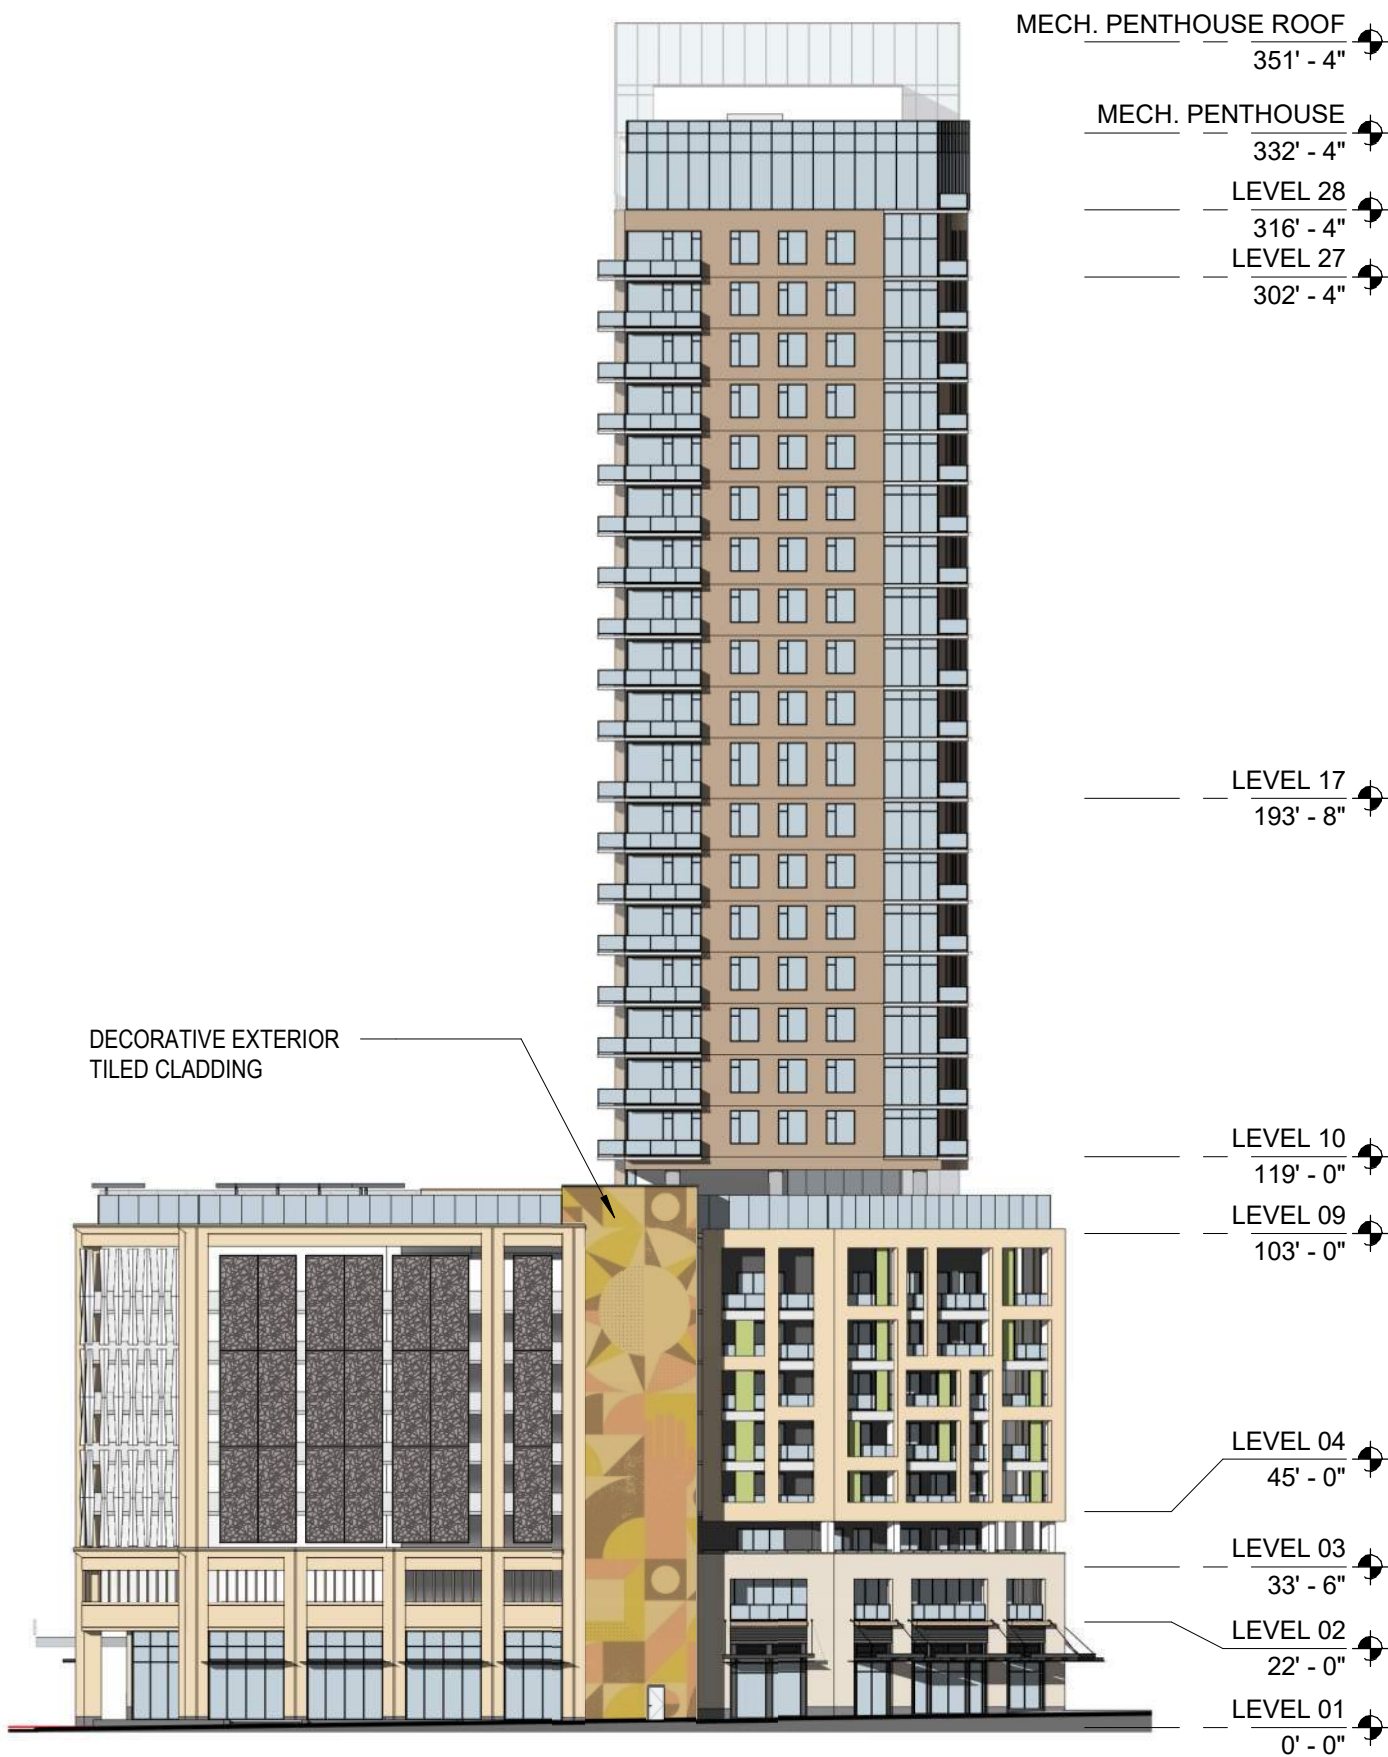 MECH. PENTHOUSE ROOF
351' - 4"
MECH. PENTHOUSE
332' - 4"
LEVEL 28
316' - 4"
LEVEL 27
302' - 4"
LEVEL 17
193' - 8"
DECORATIVE EXTERIOR
TILED CLADDING
LEVEL 10
119' - 0"
LEVEL 09
103' - 0"
LEVEL 04
45' - 0"
LEVEL 03
33' - 6"
LEVEL 02
22' - 0"
LEVEL 01
0' - 0"